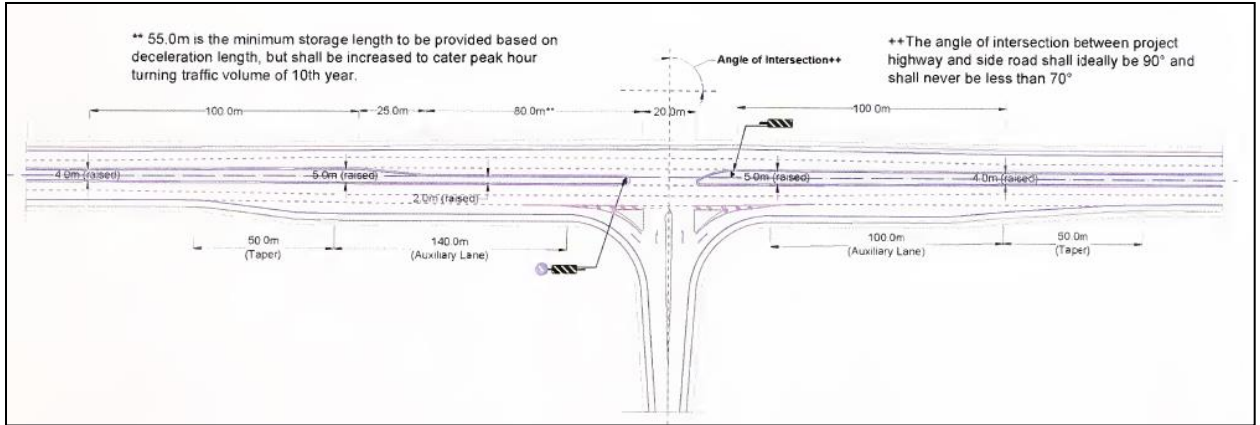 ** 55.0m is the minimum storage length to be provided based on
deceleration length, but shall be increased to cater peak hour
turning traffic volume of 10th year.
Angle of Intersection++
++The angle of intersection between project
highway and side road shall ideally be 90° and
shall never be less than 70°
100.0m
25.0m
80.0m**
20.0m
100.0m
4.0m (raised)
5.0m (raised)
2.0m (raised)
5.0m (raised)
4.0m (raised)
50.0m
(Taper)
140.0m
(Auxiliary Lane)
100.0m
(Auxiliary Lane)
50.0m
(Taper)